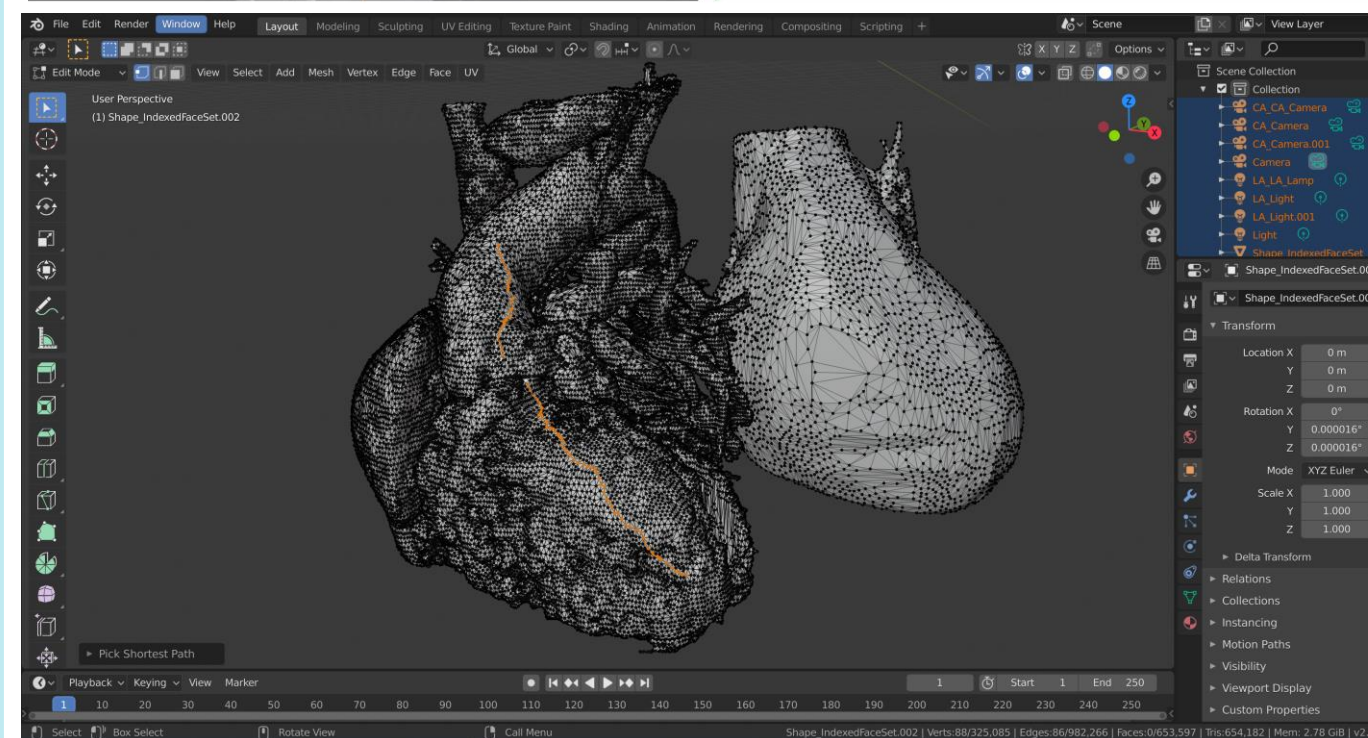 File Edit Render Window Help Layout Modeling Sculpting UV Editing Texture Paint Shading Animation Rendering Compositing Scripting + Scene View Layer
Global X Y Z Options
Edit Mode View Select Add Mesh Vertex Edge Face UV
User Perspective
(1) Shape_IndexedFaceSet.002
Z
Y
X
Scene Collection
Collection
CA_CA_Camera
CA_Camera
CA_Camera.001
Camera
LA_LA_Lamp
LA_Light
LA_Light.001
Light
Shape_IndexedFaceSet
Shape_IndexedFaceSet.00
Shape_IndexedFaceSet.00
Transform
Location X 0 m
Y 0 m
Z 0 m
Rotation X 0°
Y 0.000016°
Z 0.000016°
Mode XYZ Euler
Scale X 1.000
Y 1.000
Z 1.000
Delta Transform
Relations
Collections
Instancing
Motion Paths
Visibility
Viewport Display
Custom Properties
Pick Shortest Path
Playback Keying View Marker 1 Start 1 End 250
1 10 20 30 40 50 60 70 80 90 100 110 120 130 140 150 160 170 180 190 200 210 220 230 240 250
Select Box Select Rotate View Call Menu Shape_IndexedFaceSet.002 | Verts:88/325,085 | Edges:86/982,266 | Faces:0/653,597 | Tris:654,182 | Mem: 2.78 GiB | v2